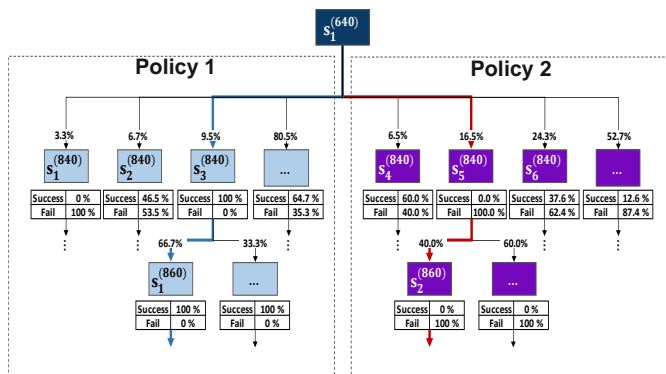 s₁⁽⁶⁴⁰⁾
Policy 1
Policy 2
3.3% 6.7% 9.5% 80.5% 6.5% 16.5% 24.3% 52.7%
s₁⁽⁸⁴⁰⁾ s₂⁽⁸⁴⁰⁾ s₃⁽⁸⁴⁰⁾ ... s₄⁽⁸⁴⁰⁾ s₅⁽⁸⁴⁰⁾ s₆⁽⁸⁴⁰⁾ ...
Success 0 % Success 46.5 % Success 100 % Success 64.7 % Success 60.0 % Success 0.0 % Success 37.6 % Success 12.6 %
Fail 100 % Fail 53.5 % Fail 0 % Fail 35.3 % Fail 40.0 % Fail 100.0 % Fail 62.4 % Fail 87.4 %
66.7% 33.3% 40.0% 60.0%
s₁⁽⁸⁶⁰⁾ ... s₂⁽⁸⁶⁰⁾ ...
Success 100 % Success 100 % Success 0 % Success 0 %
Fail 0 % Fail 0 % Fail 100 % Fail 100 %